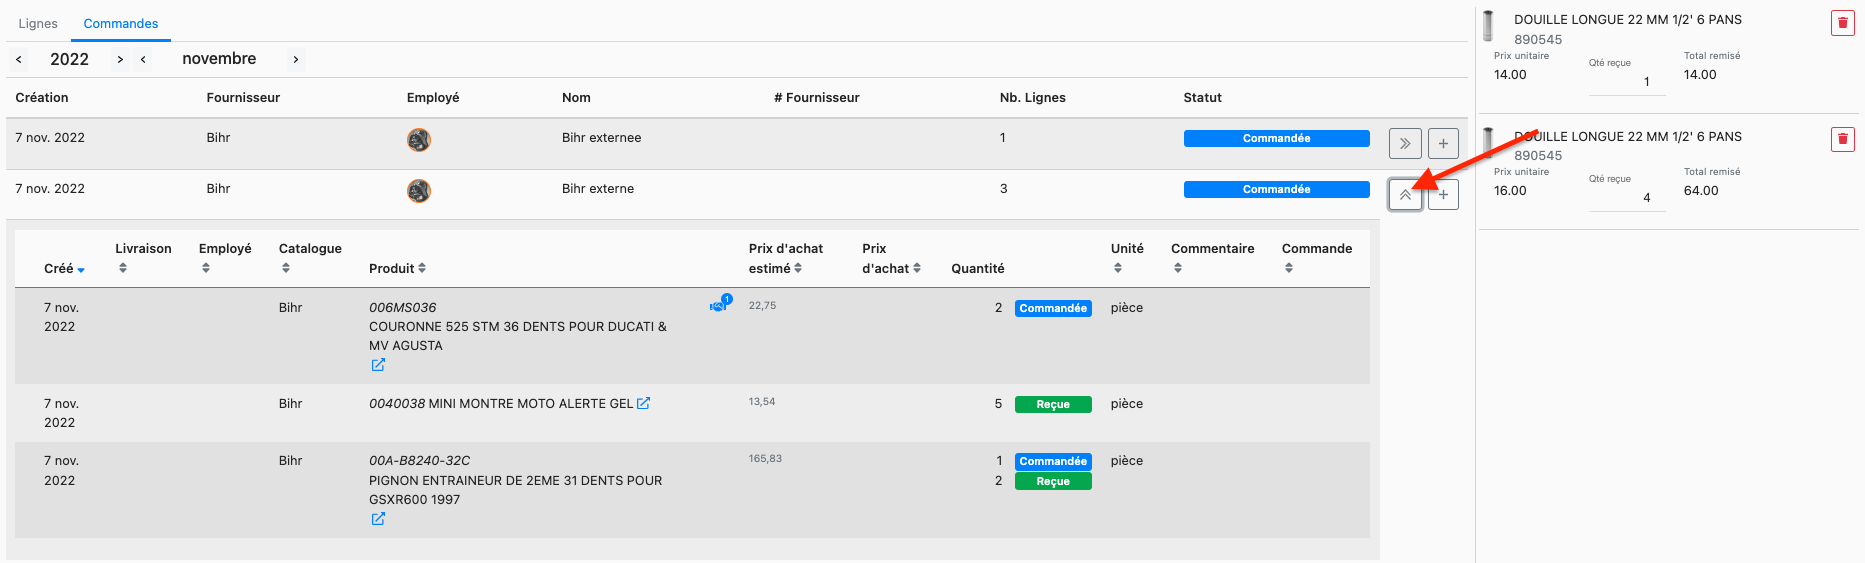 Lignes Commandes
< 2022 > < novembre >
Création Fournisseur Employé Nom # Fournisseur Nb. Lignes Statut
7 nov. 2022 Bihr Bihr externee 1 Commandée
7 nov. 2022 Bihr Bihr externe 3 Commandée
Créé Livraison Employé Catalogue Produit Prix d'achat estimé Prix d'achat Quantité Unité Commentaire Commande
7 nov. 2022 Bihr 006MS036 1 22,75 2 Commandée pièce
COURONNE 525 STM 36 DENTS POUR DUCATI &
MV AGUSTA
7 nov. 2022 Bihr 0040038 MINI MONTRE MOTO ALERTE GEL 13,54 5 Reçue pièce
7 nov. 2022 Bihr 00A-B8240-32C 165,83 1 Commandée pièce
PIGNON ENTRAINEUR DE 2EME 31 DENTS POUR 2 Reçue
GSXR600 1997
DOUILLE LONGUE 22 MM 1/2' 6 PANS
890545
Prix unitaire Qté reçue Total remisé
14.00 1 14.00
DOUILLE LONGUE 22 MM 1/2' 6 PANS
890545
Prix unitaire Qté reçue Total remisé
16.00 4 64.00